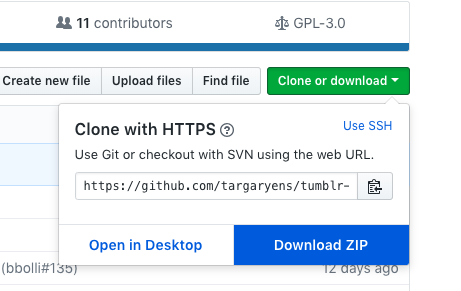 11 contributors
GPL-3.0
Create new file
Upload files
Find file
Clone or download
Clone with HTTPS
Use SSH
Use Git or checkout with SVN using the web URL.
https://github.com/targaryens/tumblr-
Open in Desktop
Download ZIP
(bbolli#135)
12 days ago